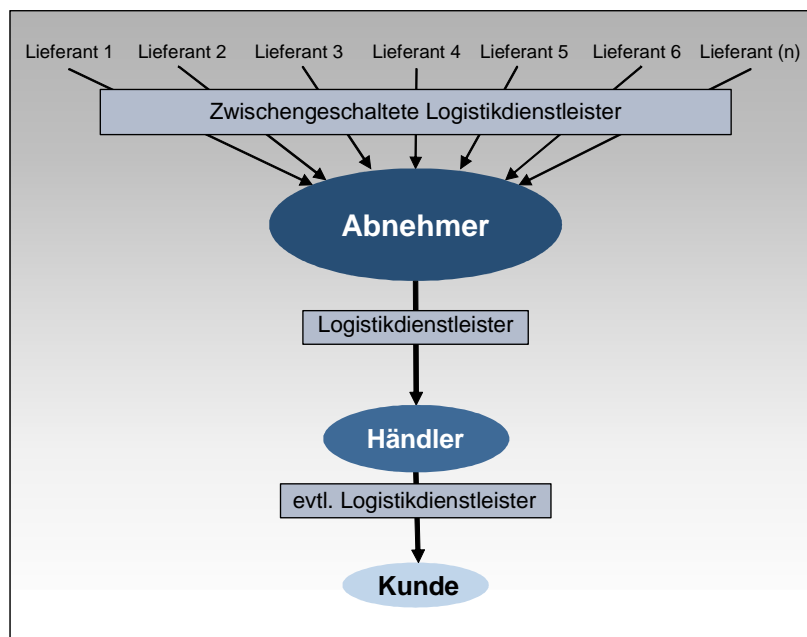 Lieferant 1 Lieferant 2 Lieferant 3 Lieferant 4 Lieferant 5 Lieferant 6 Lieferant (n)
Zwischengeschaltete Logistikdienstleister
Abnehmer
Logistikdienstleister
Händler
evtl. Logistikdienstleister
Kunde